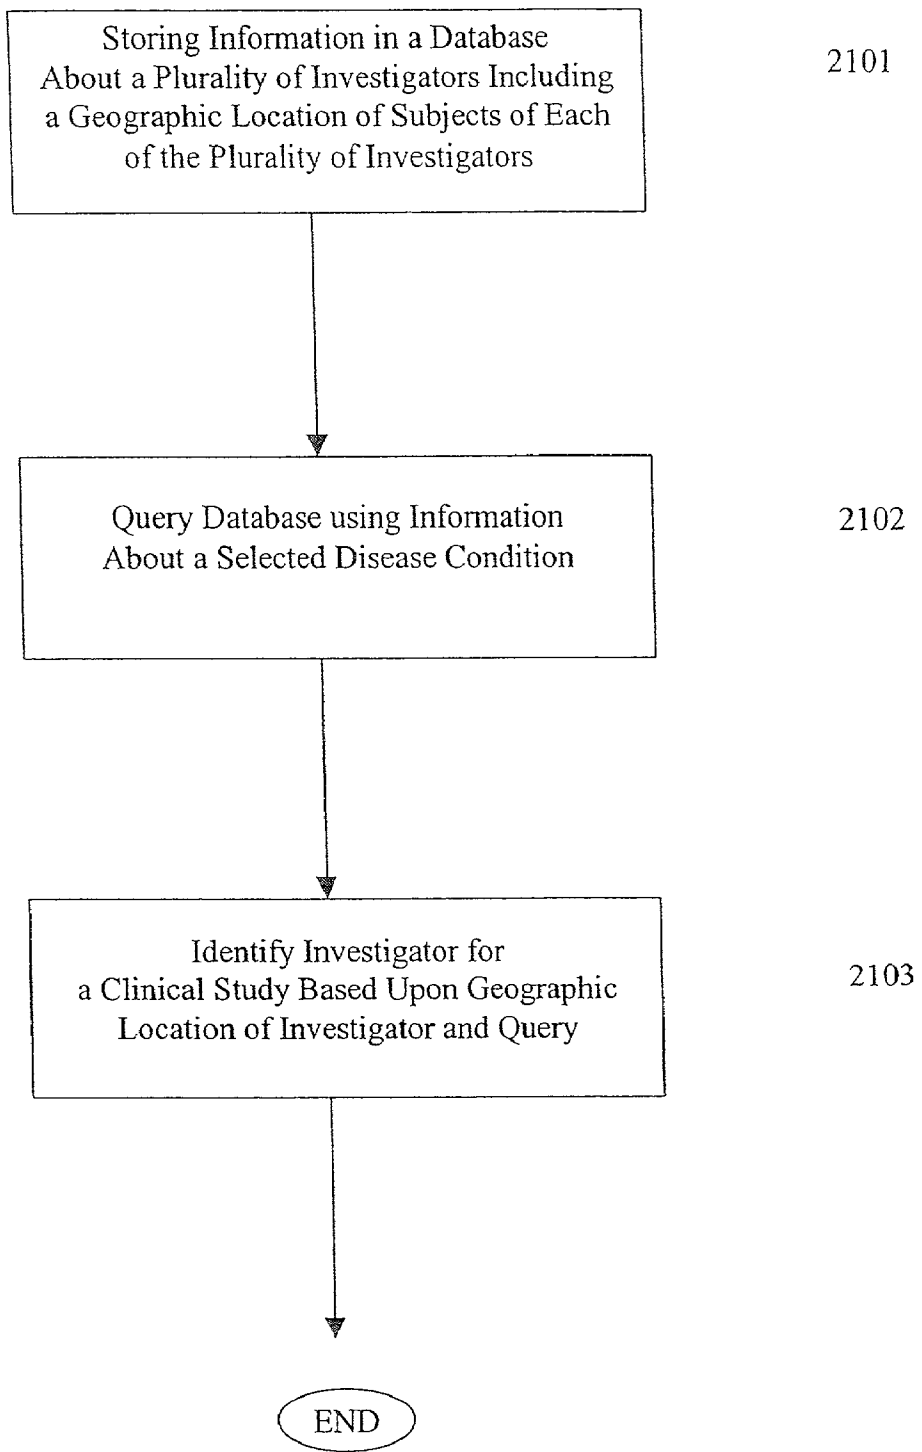 Storing Information in a Database
About a Plurality of Investigators Including
a Geographic Location of Subjects of Each
of the Plurality of Investigators
2101
Query Database using Information
About a Selected Disease Condition
2102
Identify Investigator for
a Clinical Study Based Upon Geographic
Location of Investigator and Query
2103
END